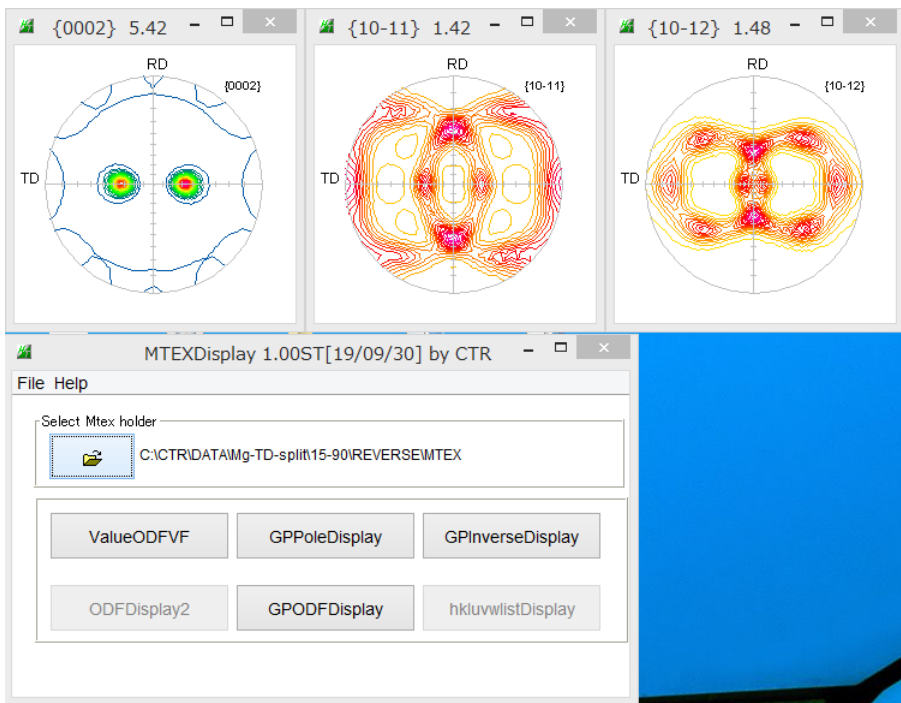 {0002} 5.42
{10-11} 1.42
{10-12} 1.48
RD
{0002}
TD
RD
{10-11}
TD
RD
{10-12}
TD
MTEXDisplay 1.00ST[19/09/30] by CTR
File Help
Select Mtex holder
C:\CTR\DATA\Mg-TD-split\15-90\REVERSE\MTEX
ValueODFVF
GPPoleDisplay
GPInverseDisplay
ODFDisplay2
GPODFDisplay
hkluvwlistDisplay